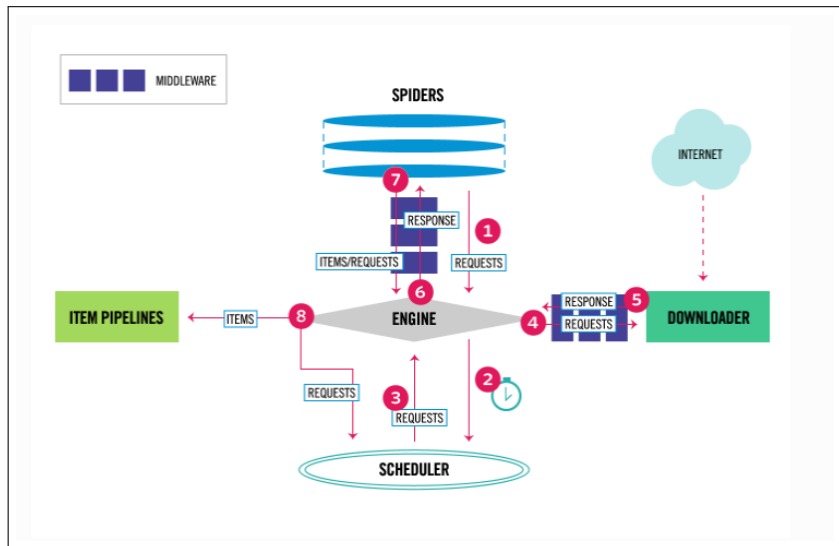 MIDDLEWARE
SPIDERS
INTERNET
7
RESPONSE
1
ITEMS/REQUESTS
REQUESTS
6
5
RESPONSE
ITEM PIPELINES
ITEMS
8
ENGINE
4
REQUESTS
DOWNLOADER
2
REQUESTS
3
REQUESTS
SCHEDULER